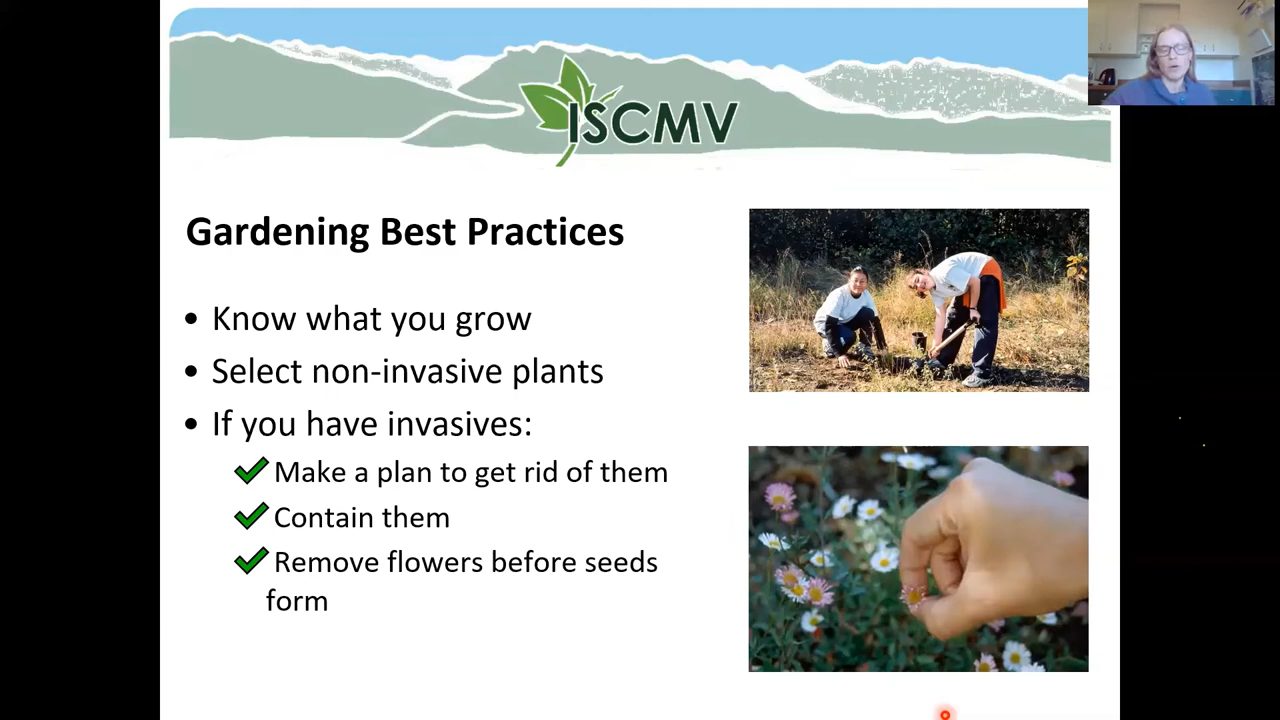 ISCMV
Gardening Best Practices
• Know what you grow
• Select non-invasive plants
• If you have invasives:
✔ Make a plan to get rid of them
✔ Contain them
✔ Remove flowers before seeds
form